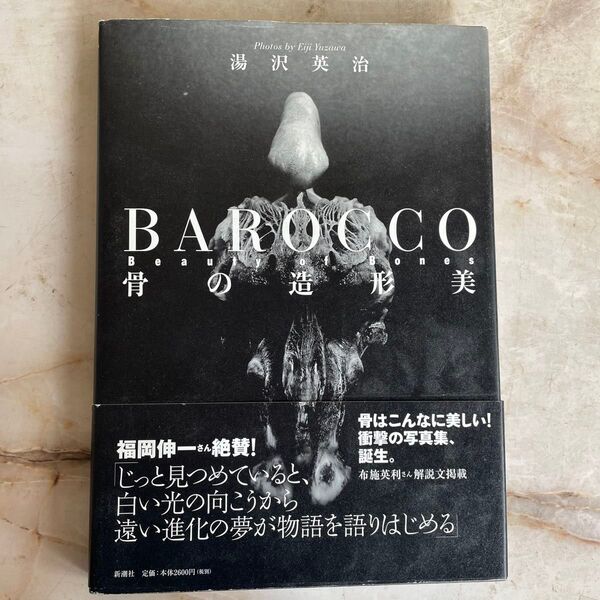 Photos by Eiji Yuzawa
湯沢英治
BAROCCO
Beauty of Bones
骨の造形美
福岡伸一さん絶賛!
「じっと見つめていると、
白い光の向こうから
遠い進化の夢が物語を語りはじめる」
骨はこんなに美しい!
衝撃の写真集、
誕生。
布施英利さん解説文掲載
新潮社 定価:本体2600円(税別)